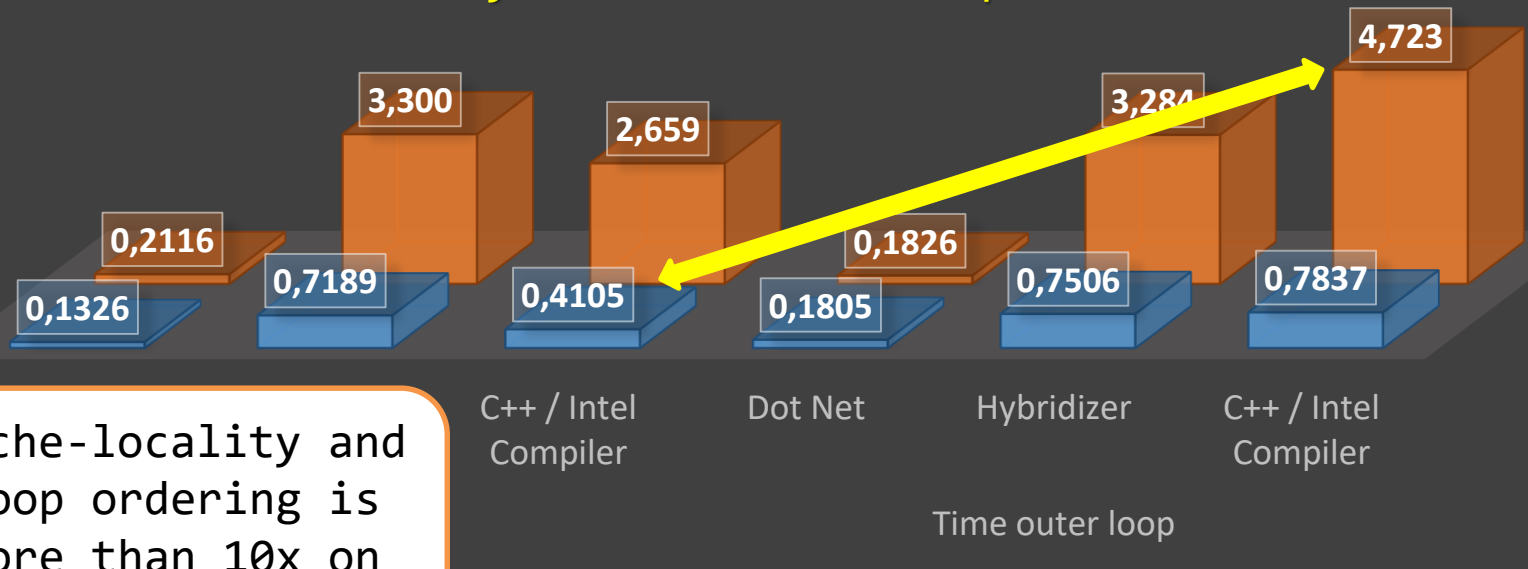 4,723
3,300
3,284
2,659
0,2116
0,1826
0,1326
0,7189
0,4105
0,1805
0,7506
0,7837
C++ / Intel
Compiler
Dot Net
Hybridizer
C++ / Intel
Compiler
Time outer loop
che-locality and
oop ordering is
ore than 10x on